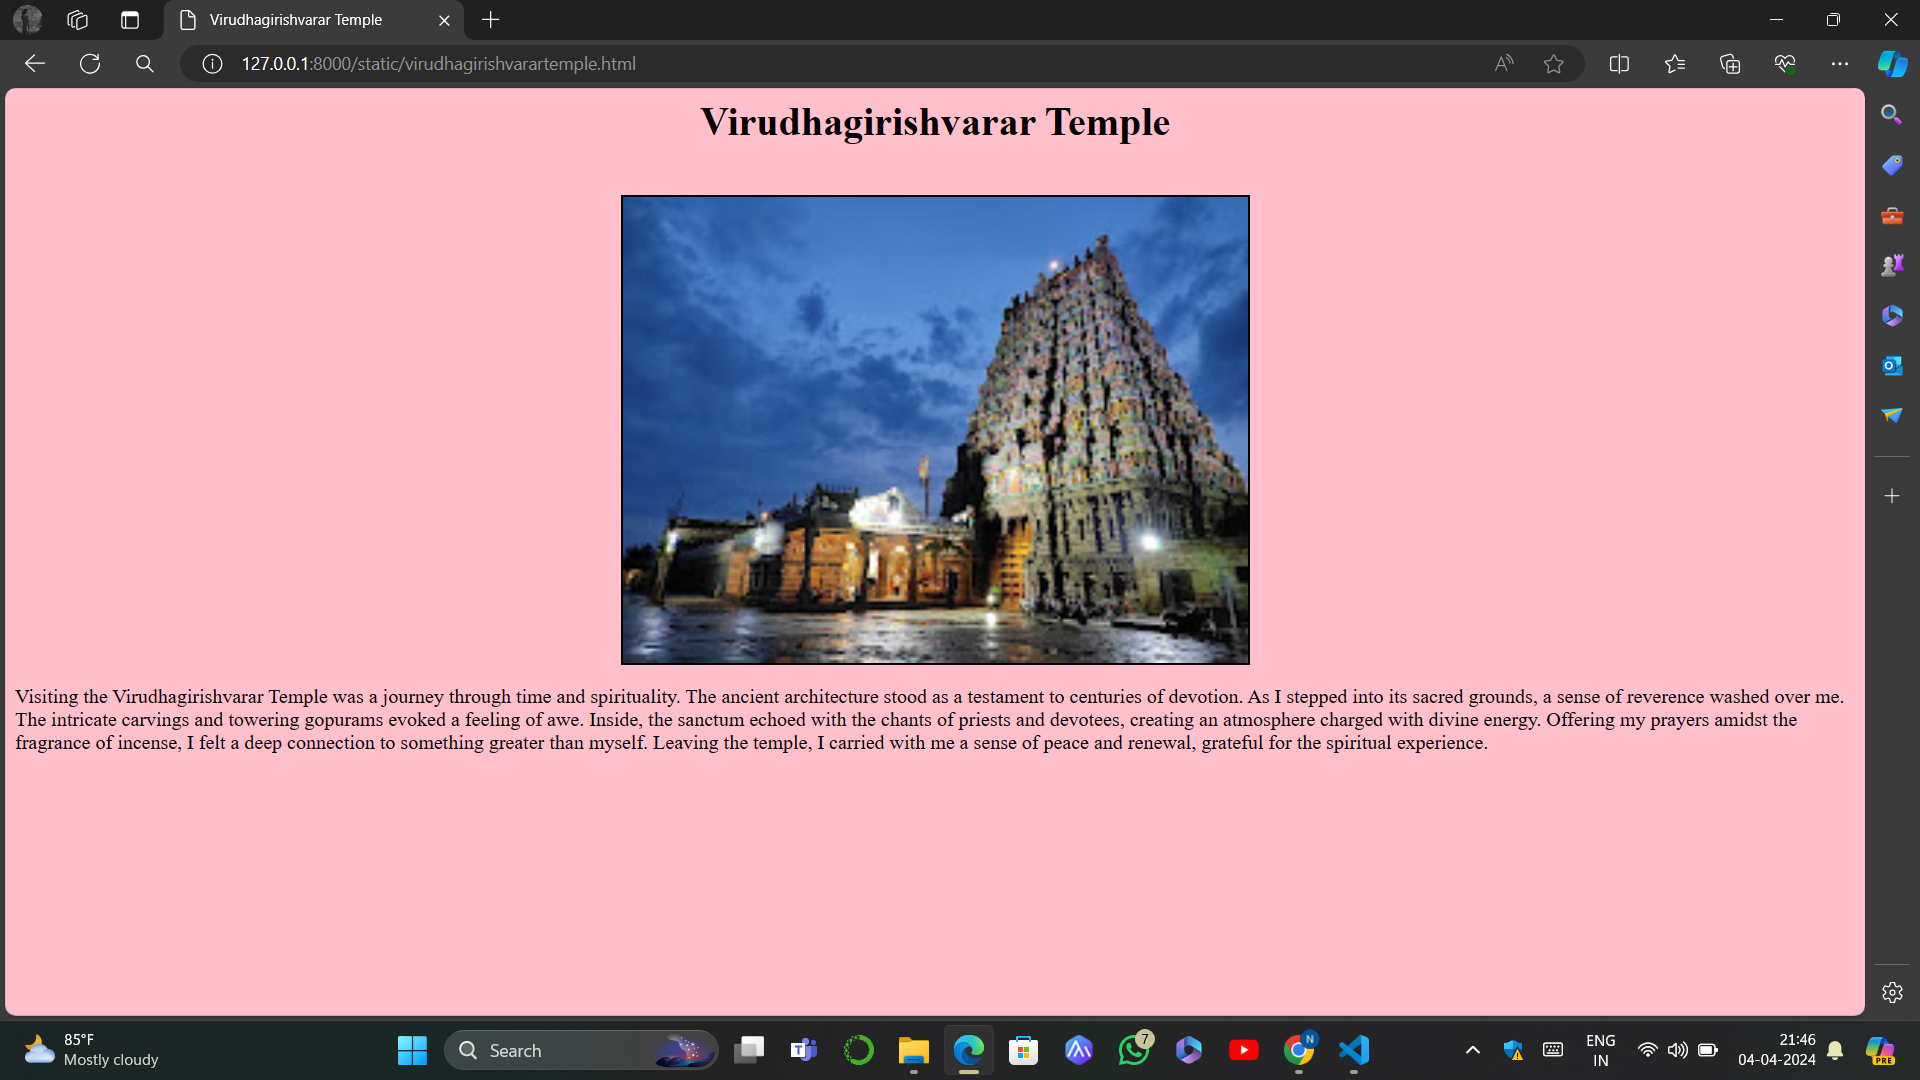 Virudhagirishvarar Temple
127.0.0.1:8000/static/virudhagirishvarartemple.html
Virudhagirishvarar Temple
Visiting the Virudhagirishvarar Temple was a journey through time and spirituality. The ancient architecture stood as a testament to centuries of devotion. As I stepped into its sacred grounds, a sense of reverence washed over me.
The intricate carvings and towering gopurams evoked a feeling of awe. Inside, the sanctum echoed with the chants of priests and devotees, creating an atmosphere charged with divine energy. Offering my prayers amidst the
fragrance of incense, I felt a deep connection to something greater than myself. Leaving the temple, I carried with me a sense of peace and renewal, grateful for the spiritual experience.
85°F
Mostly cloudy
Search
7
N
ENG
IN
21:46
04-04-2024
PRE